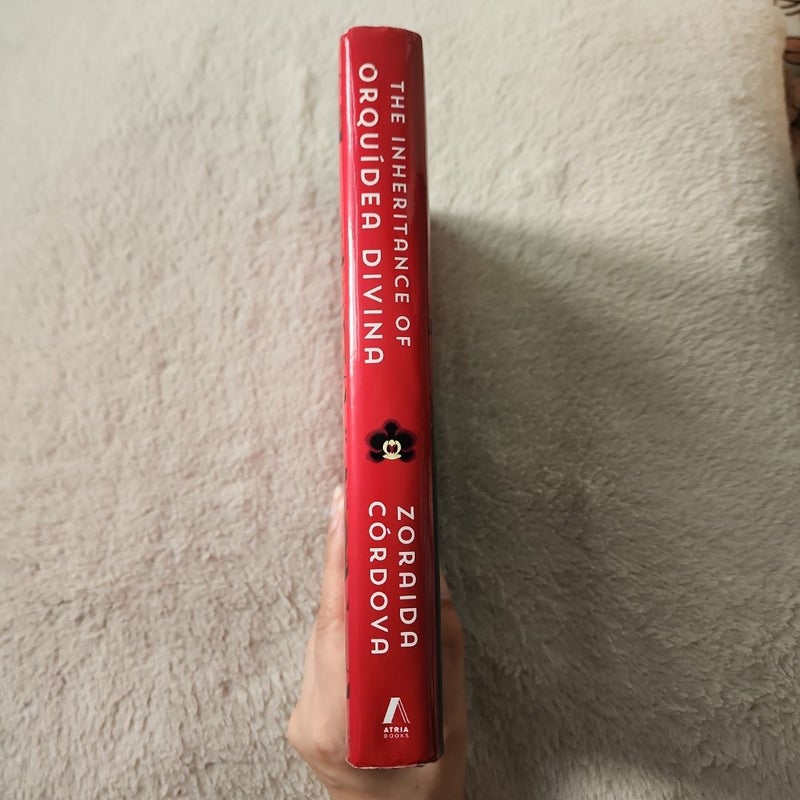 THE INHERITANCE OF
ORQUÍDEA DIVINA
ZORAIDA
CÓRDOVA
ATRIA
BOOKS